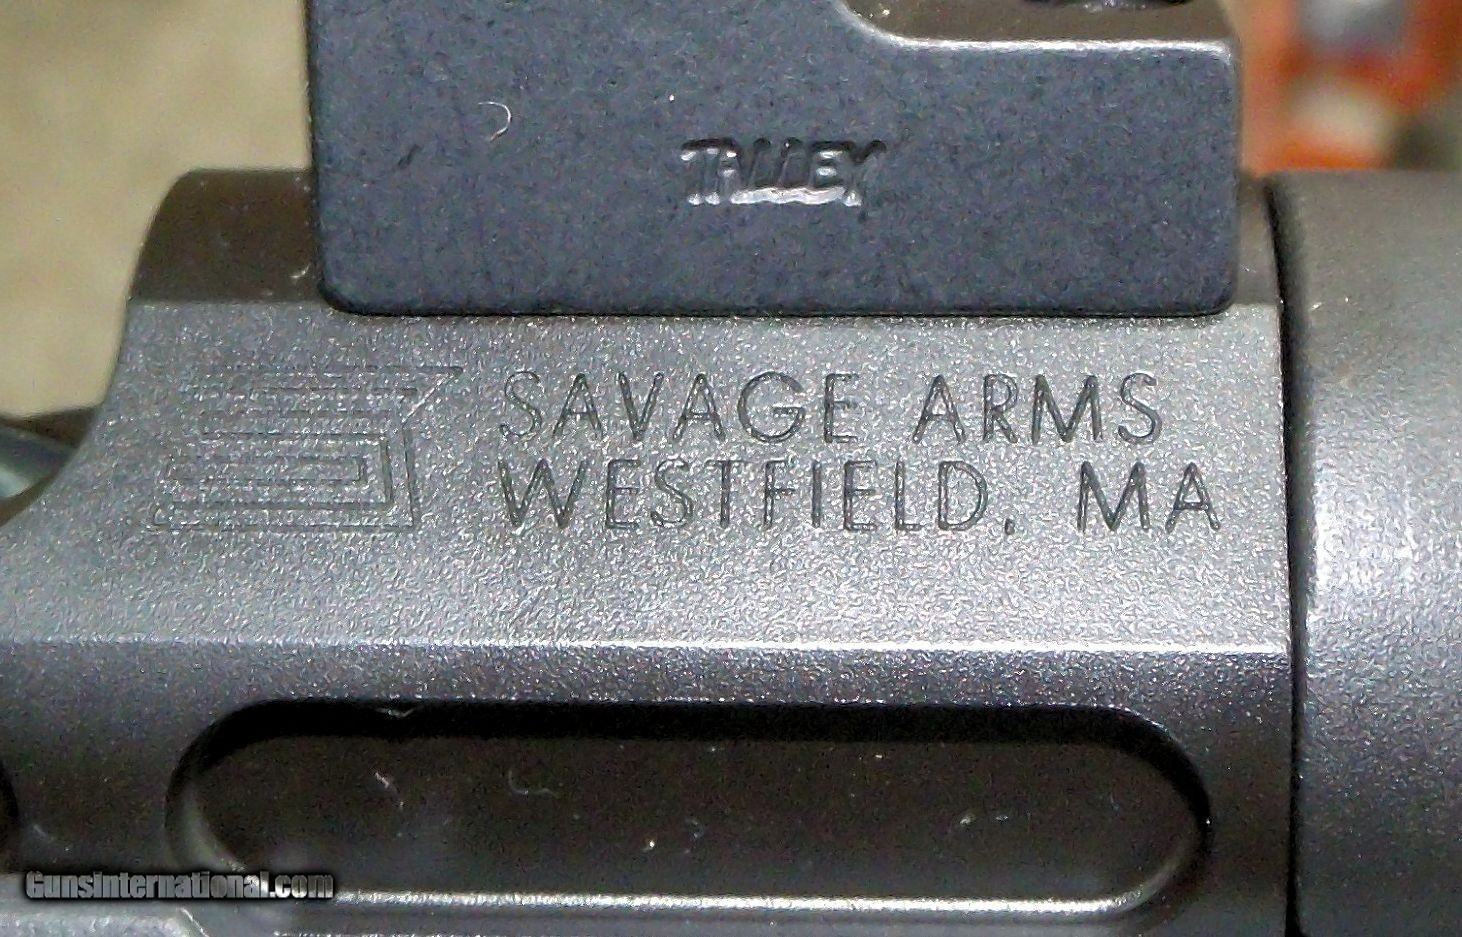 TALLEY
SAVAGE ARMS
WESTFIELD, MA
GunsInternational.com